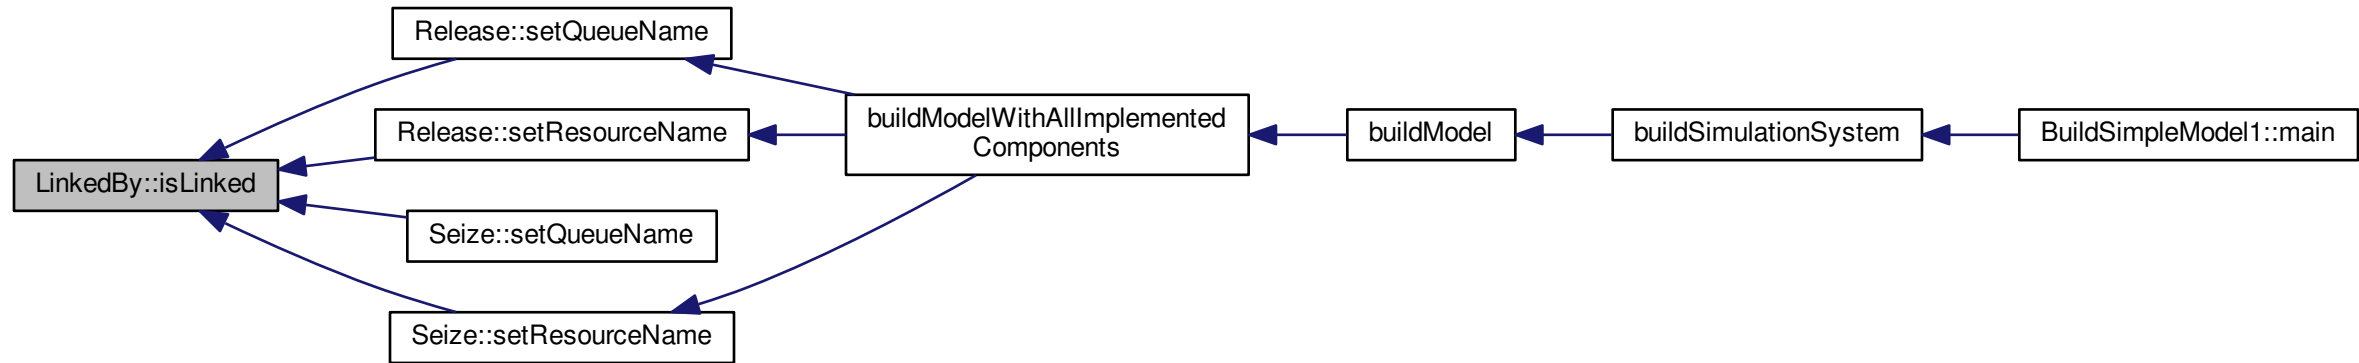 Release::setQueueName
Release::setResourceName
LinkedBy::isLinked
Seize::setQueueName
Seize::setResourceName
buildModelWithAllImplemented
Components
buildModel
buildSimulationSystem
BuildSimpleModel1::main